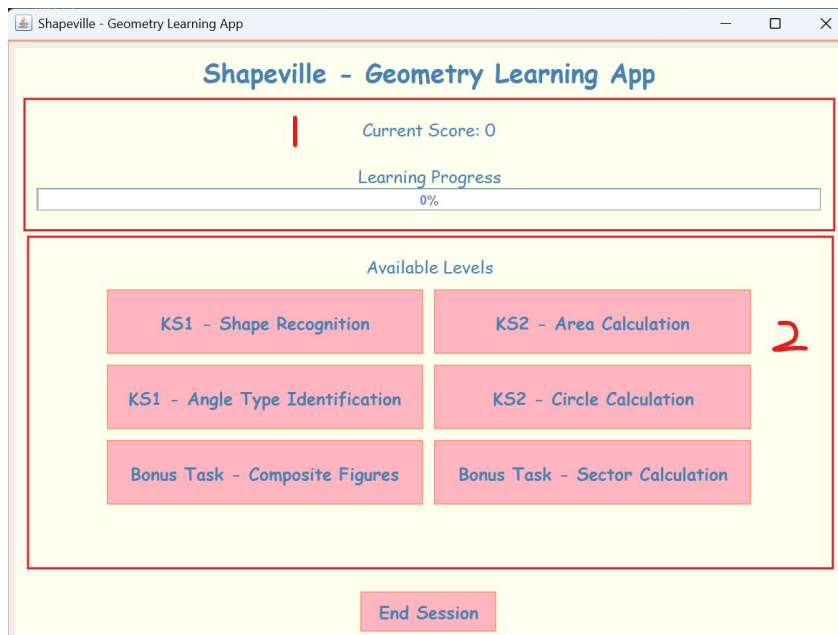 Shapeville - Geometry Learning App
Shapeville - Geometry Learning App
1
Current Score: 0
Learning Progress
0%
Available Levels
KS1 - Shape Recognition
KS2 - Area Calculation
2
KS1 - Angle Type Identification
KS2 - Circle Calculation
Bonus Task - Composite Figures
Bonus Task - Sector Calculation
End Session